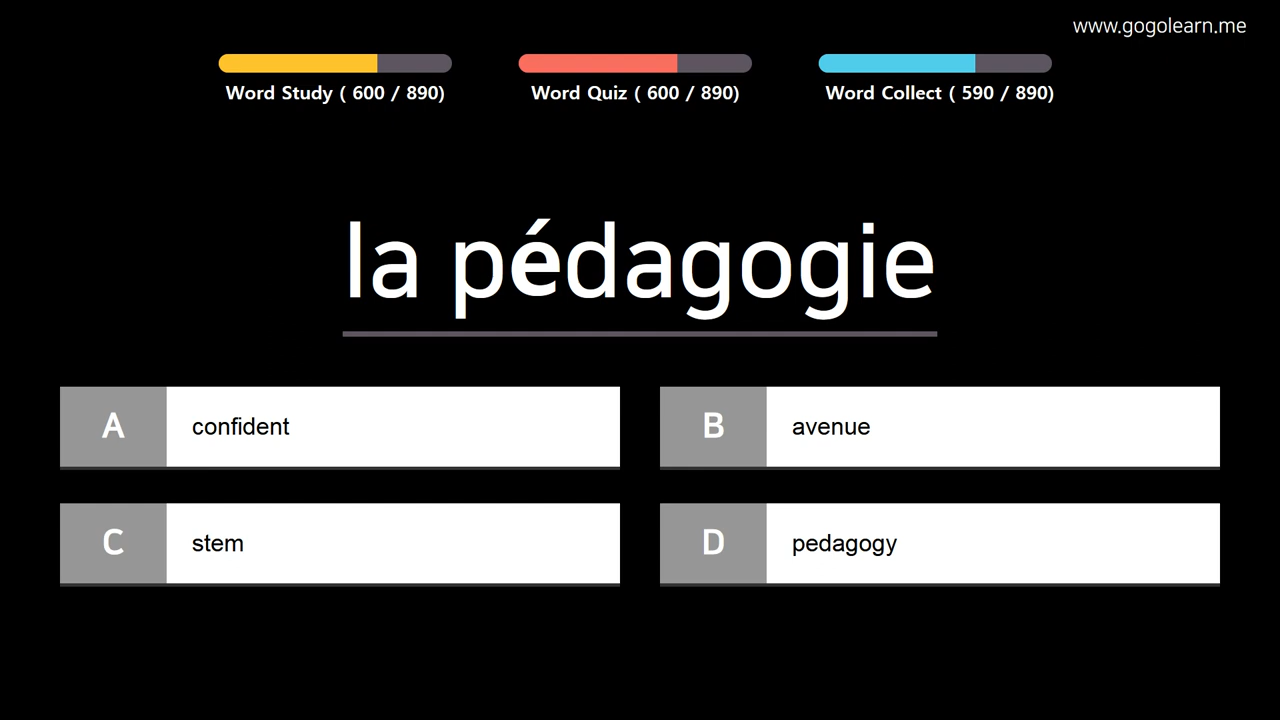 www.gogolearn.me
Word Study ( 600 / 890)
Word Quiz ( 600 / 890)
Word Collect ( 590 / 890)
la pédagogie
A confident
B avenue
C stem
D pedagogy